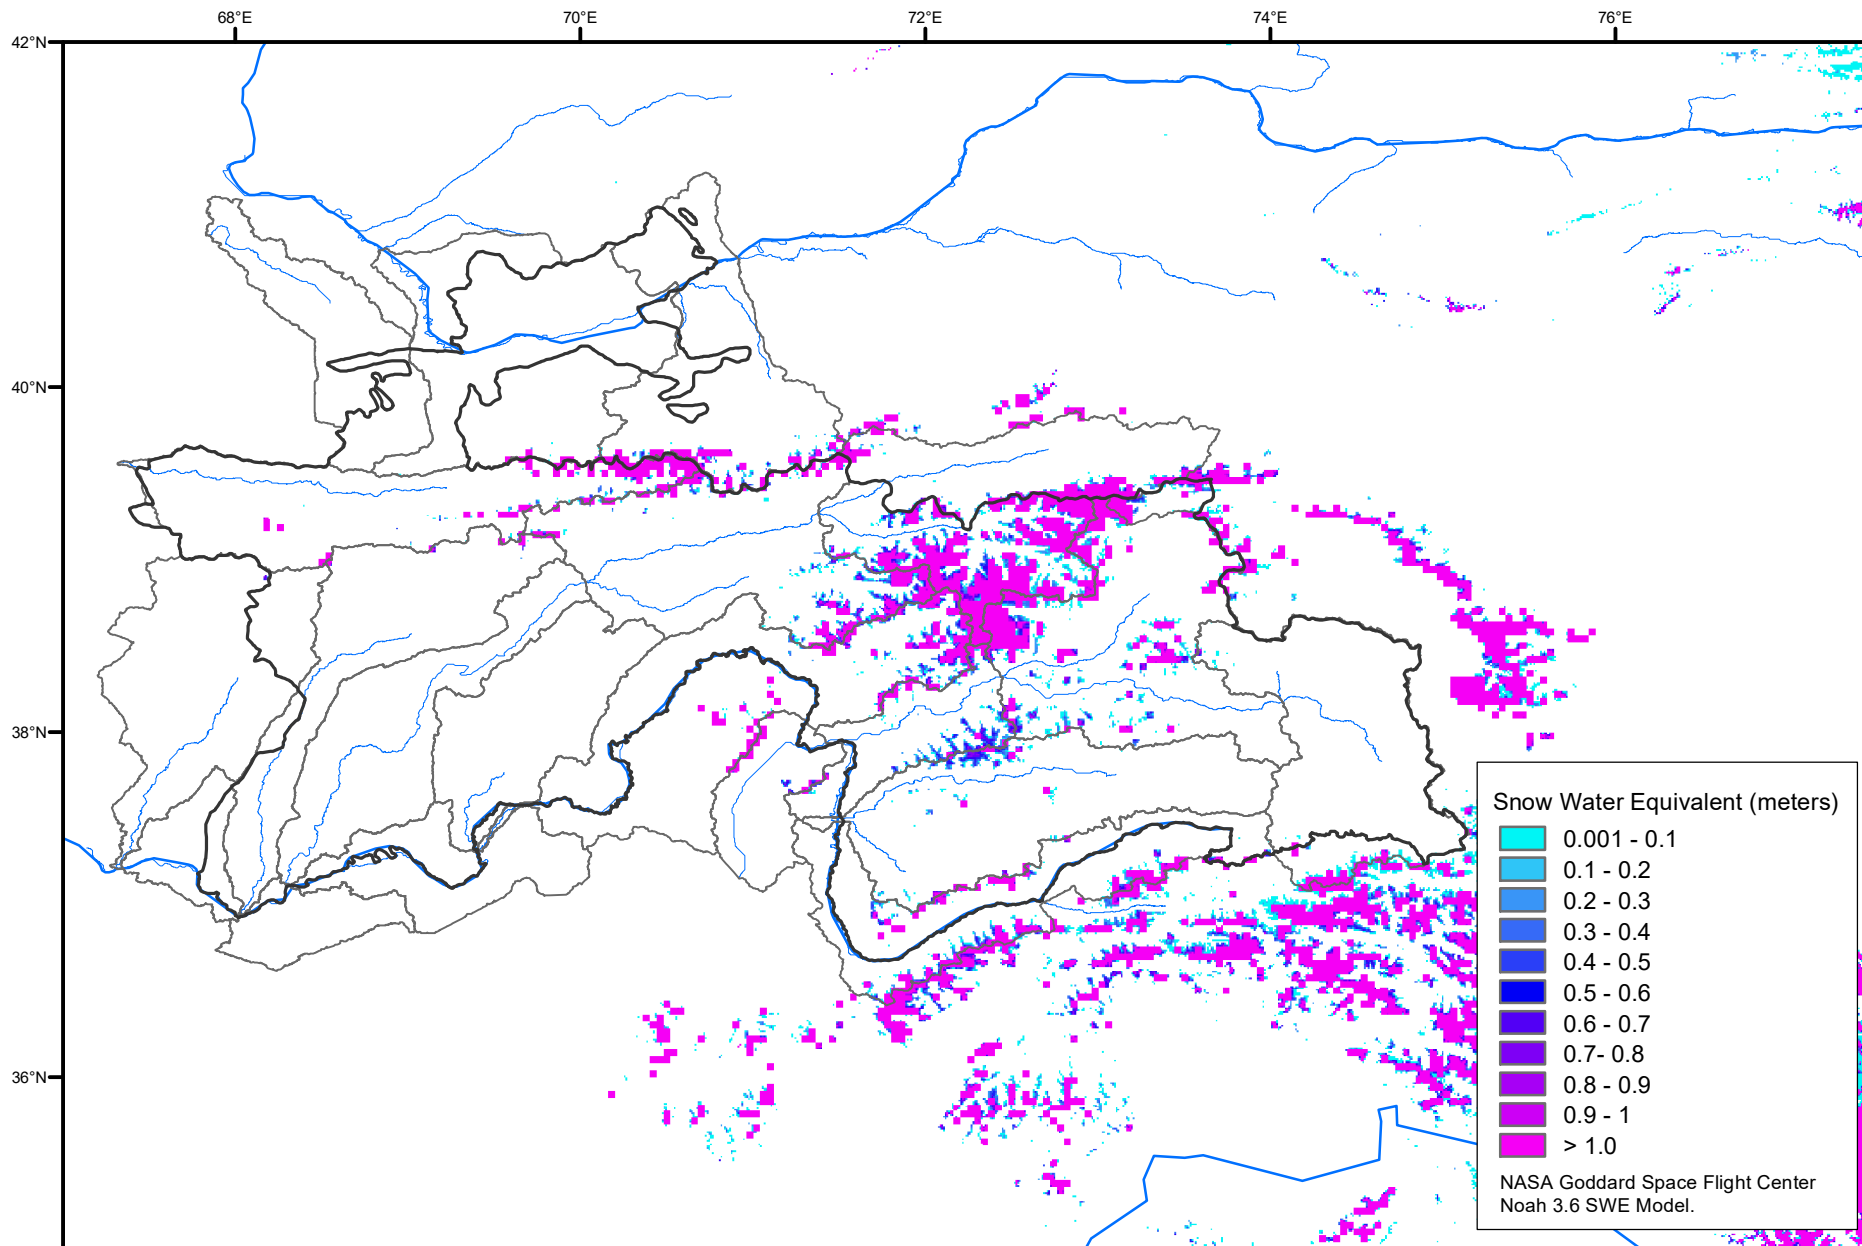 68°E 70°E 72°E 74°E 76°E
42°N
40°N
38°N
36°N
Snow Water Equivalent (meters)
0.001 - 0.1
0.1 - 0.2
0.2 - 0.3
0.3 - 0.4
0.4 - 0.5
0.5 - 0.6
0.6 - 0.7
0.7- 0.8
0.8 - 0.9
0.9 - 1
> 1.0
NASA Goddard Space Flight Center
Noah 3.6 SWE Model.